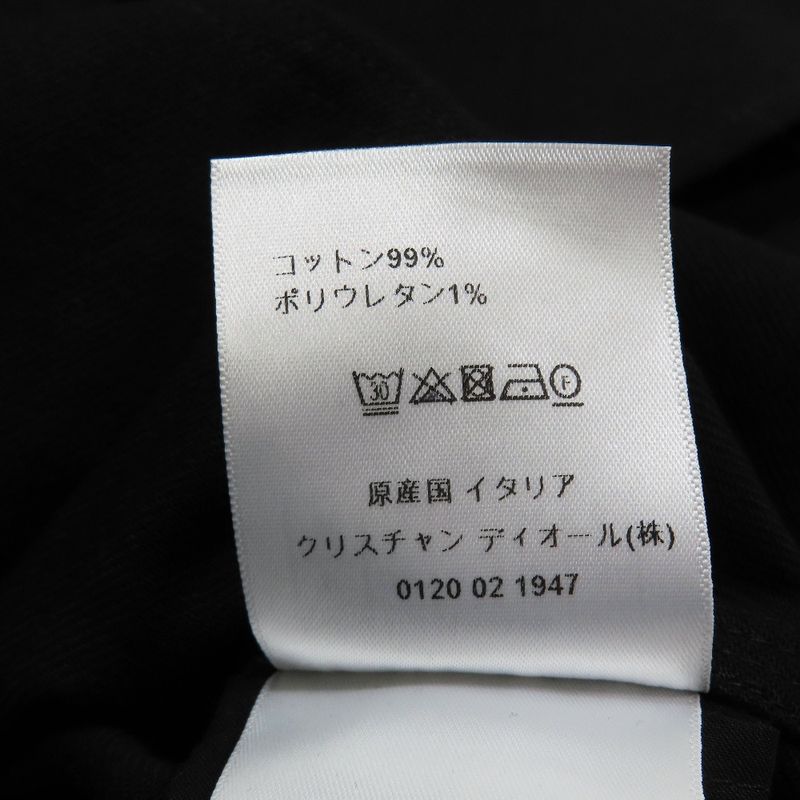 コットン99%
ポリウレタン1%
30 F
原産国 イタリア
クリスチャン ディオール(株)
0120 02 1947